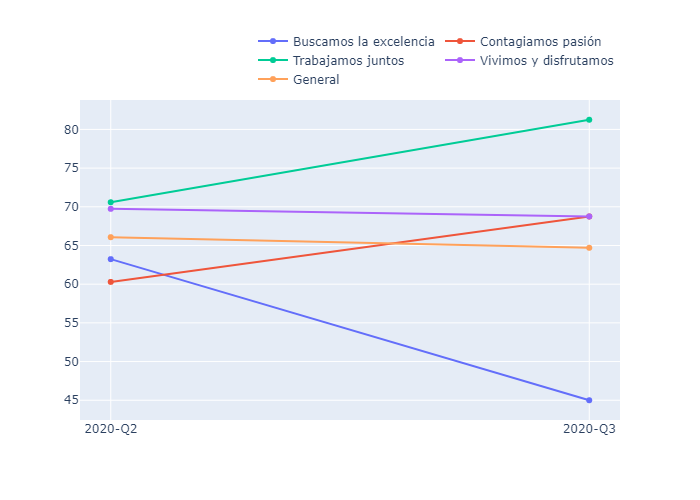 Buscamos la excelencia Contagiamos pasión
Trabajamos juntos Vivimos y disfrutamos
General
80
75
70
65
60
55
50
45
2020-Q2 2020-Q3